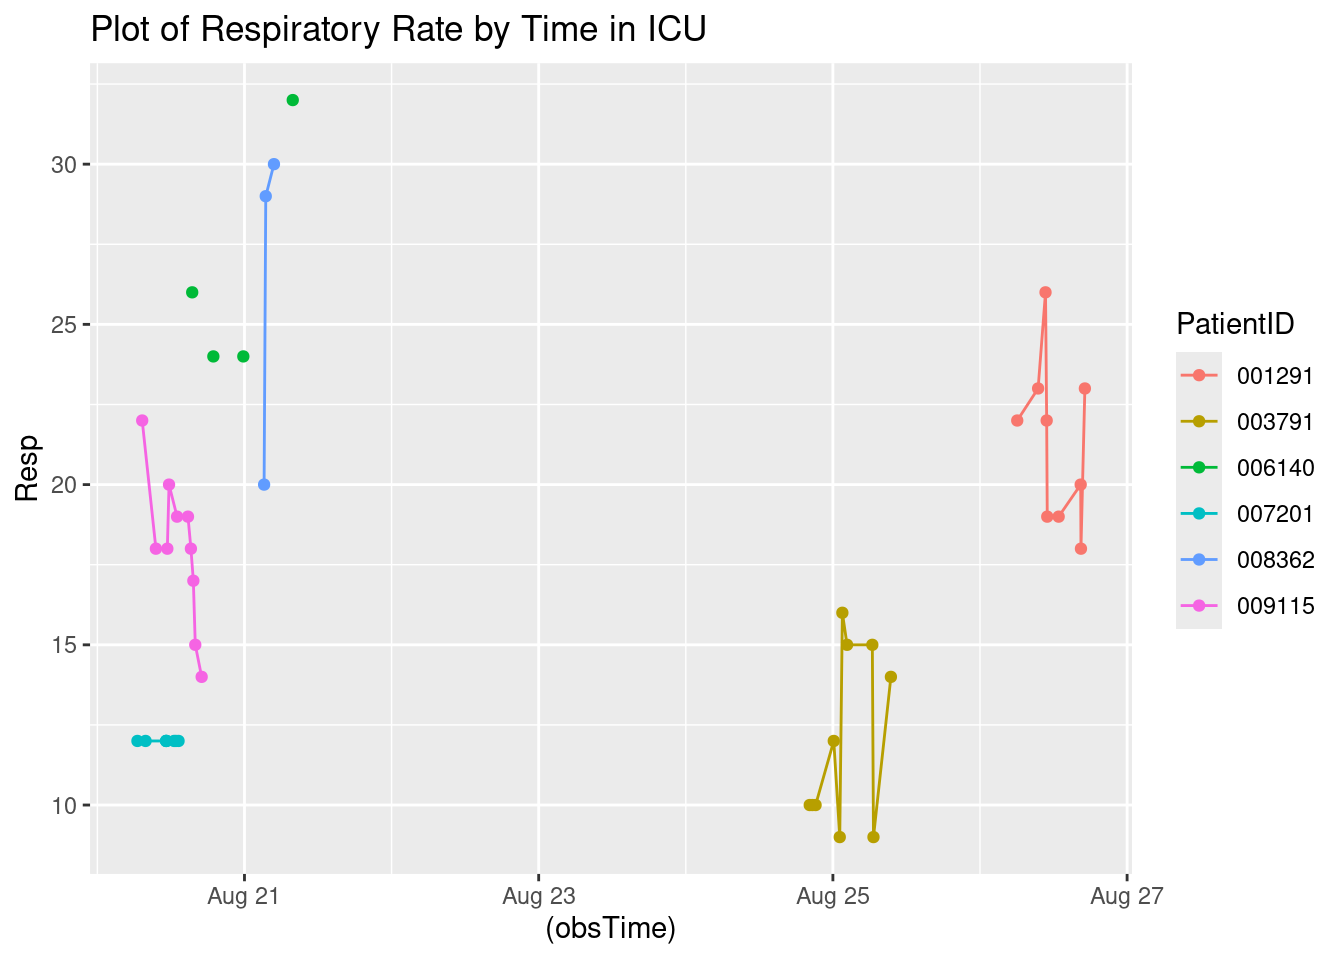 Plot of Respiratory Rate by Time in ICU
Resp
30
25
20
15
10
Aug 21
Aug 23
Aug 25
Aug 27
(obsTime)
PatientID
001291
003791
006140
007201
008362
009115